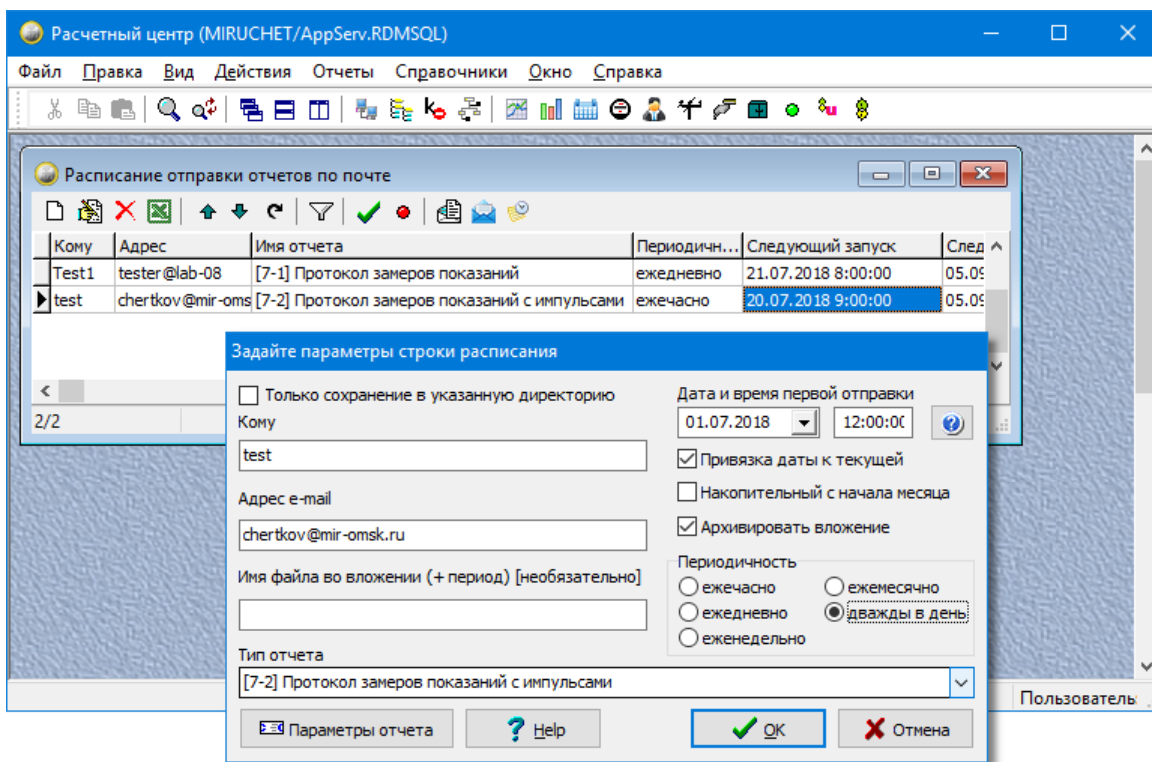 Расчетный центр (MIRUCHET/AppServ.RDMSQL)
Файл Правка Вид Действия Отчеты Справочники Окно Справка
Расписание отправки отчетов по почте
Кому Адрес Имя отчета Периодичн... Следующий запуск След
Test1 tester@lab-08 [7-1] Протокол замеров показаний ежедневно 21.07.2018 8:00:00 05.09
test chertkov@mir-oms [7-2] Протокол замеров показаний с импульсами ежечасно 20.07.2018 9:00:00 05.09
2/2
Задайте параметры строки расписания
Только сохранение в указанную директорию
Дата и время первой отправки
Кому
01.07.2018 12:00:00
test
Привязка даты к текущей
Накопительный с начала месяца
Адрес e-mail
Архивировать вложение
chertkov@mir-omsk.ru
Периодичность
Имя файла во вложении (+ период) [необязательно]
ежечасно ежемесячно
ежедневно дважды в день
еженедельно
Тип отчета
[7-2] Протокол замеров показаний с импульсами
Пользователь:
Параметры отчета Help OK Отмена